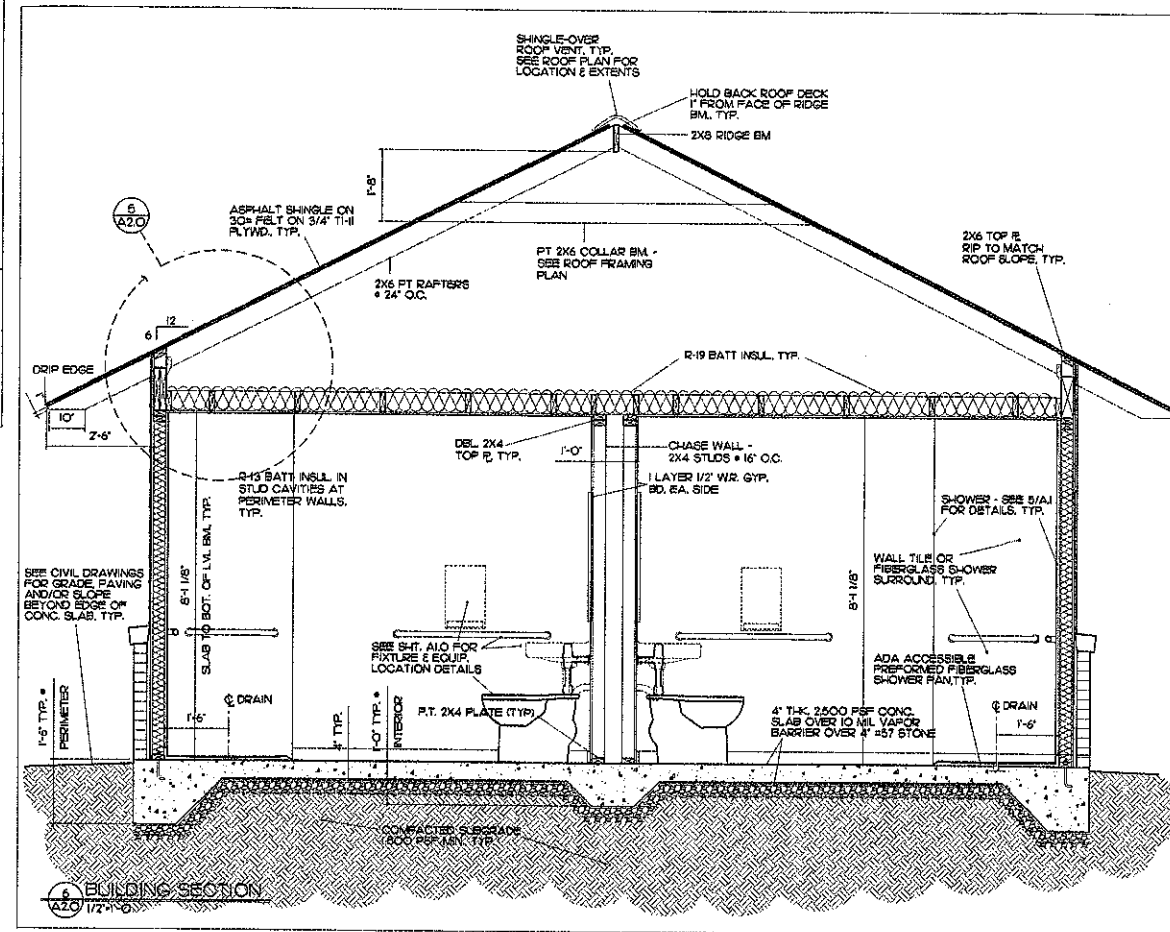 SHINGLE-OVER
ROOF VENT, TYP.
SEE ROOF PLAN FOR
LOCATION & EXTENTS
HOLD BACK ROOF DECK
1" FROM FACE OF RIDGE
BM., TYP.
2X8 RIDGE BM
1'-8"
5
A2.0
ASPHALT SHINGLE ON
30# FELT ON 3/4" T1-11
PLYWD., TYP.
PT 2X6 COLLAR BM. -
SEE ROOF FRAMING
PLAN
2X6 TOP PL
RIP TO MATCH
ROOF SLOPE, TYP.
2X6 PT RAFTERS
@ 24" O.C.
12
6
DRIP EDGE
R-19 BATT INSUL., TYP.
10"
2'-6"
DBL. 2X4
TOP PL, TYP.
1'-0"
CHASE WALL -
2X4 STUDS @ 16" O.C.
1 LAYER 1/2" W.R. GYP.
BD. EA. SIDE
R-13 BATT INSUL. IN
STUD CAVITIES AT
PERIMETER WALLS,
TYP.
SHOWER - SEE 5/A.1
FOR DETAILS, TYP.
WALL TILE OR
FIBERGLASS SHOWER
SURROUND, TYP.
SEE CIVIL DRAWINGS
FOR GRADE, PAVING
AND/OR SLOPE
BEYOND EDGE OF
CONC. SLAB, TYP.
8'-1 1/8"
SLAB TO BOT. OF LVL BM., TYP.
8'-1 1/8"
SEE SHT. A1.0 FOR
FIXTURE & EQUIP.
LOCATION DETAILS
ADA ACCESSIBLE
PREFORMED FIBERGLASS
SHOWER PAN, TYP.
1'-6" TYP. @
PERIMETER
℄ DRAIN
1'-6"
4" TYP.
1'-0" TYP. @
INTERIOR
P.T. 2X4 PLATE (TYP)
4" THK. 2,500 PSF CONC.
SLAB OVER 10 MIL VAPOR
BARRIER OVER 4" #57 STONE
℄ DRAIN
1'-6"
COMPACTED SUBGRADE
PSF MIN. TYP.
A2.0
BUILDING SECTION
1/2"=1'-0"